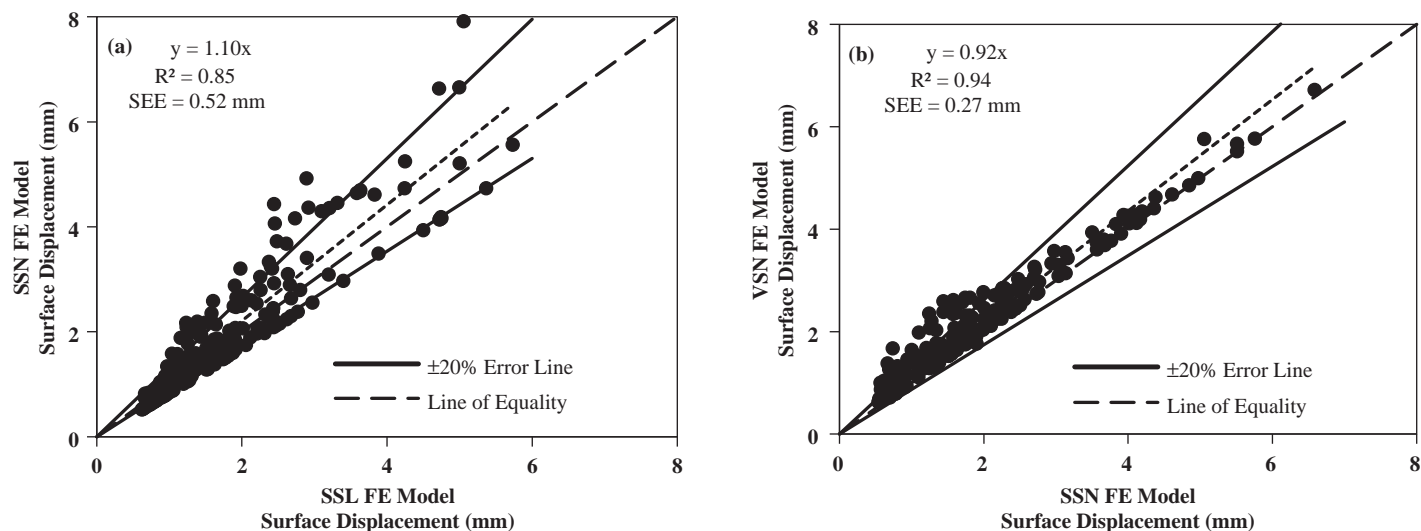 (a)
y = 1.10x
R² = 0.85
SEE = 0.52 mm
SSN FE Model
Surface Displacement (mm)
8
6
4
2
0
±20% Error Line
Line of Equality
0 2 4 6 8
SSL FE Model
Surface Displacement (mm)
(b)
y = 0.92x
R² = 0.94
SEE = 0.27 mm
VSN FE Model
Surface Displacement (mm)
8
6
4
2
0
±20% Error Line
Line of Equality
0 2 4 6 8
SSN FE Model
Surface Displacement (mm)